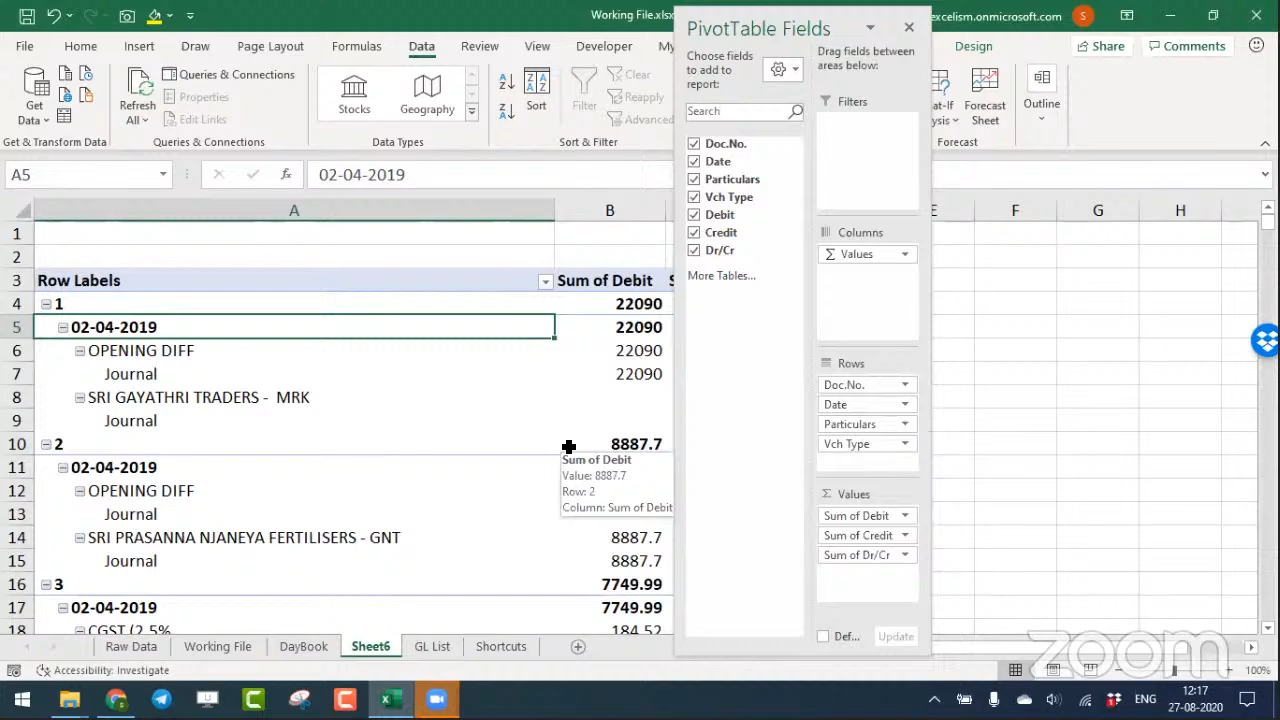 Working File.xlsx
excelism.onmicrosoft.com
S
File
Home
Insert
Draw
Page Layout
Formulas
Data
Review
View
Developer
Design
Share
Comments
Get
Data
Queries & Connections
Properties
Edit Links
Refresh
All
Stocks
Geography
Sort
Filter
Clear
Reapply
Advanced
Analysis
Forecast
Sheet
Outline
Get & Transform Data
Queries & Connections
Data Types
Sort & Filter
Forecast
A5
fx
02-04-2019
A B E F G H
1
2
3 Row Labels Sum of Debit
4 1 22090
5 02-04-2019 22090
6 OPENING DIFF 22090
7 Journal 22090
8 SRI GAYATHRI TRADERS - MRK
9 Journal
10 2 8887.7
11 02-04-2019
12 OPENING DIFF
13 Journal
14 SRI PRASANNA NJANEYA FERTILISERS - GNT 8887.7
15 Journal 8887.7
16 3 7749.99
17 02-04-2019 7749.99
18 CGST (2.5% 184.52
Sum of Debit
Value: 8887.7
Row: 2
Column: Sum of Debit
PivotTable Fields
Choose fields
to add to
report:
Search
Doc.No.
Date
Particulars
Vch Type
Debit
Credit
Dr/Cr
More Tables...
Drag fields between
areas below:
Filters
Columns
Σ Values
Rows
Doc.No.
Date
Particulars
Vch Type
Σ Values
Sum of Debit
Sum of Credit
Sum of Dr/Cr
Def...
Update
Raw Data
Working File
DayBook
Sheet6
GL List
Shortcuts
Accessibility: Investigate
100%
zoom
ENG
12:17
27-08-2020